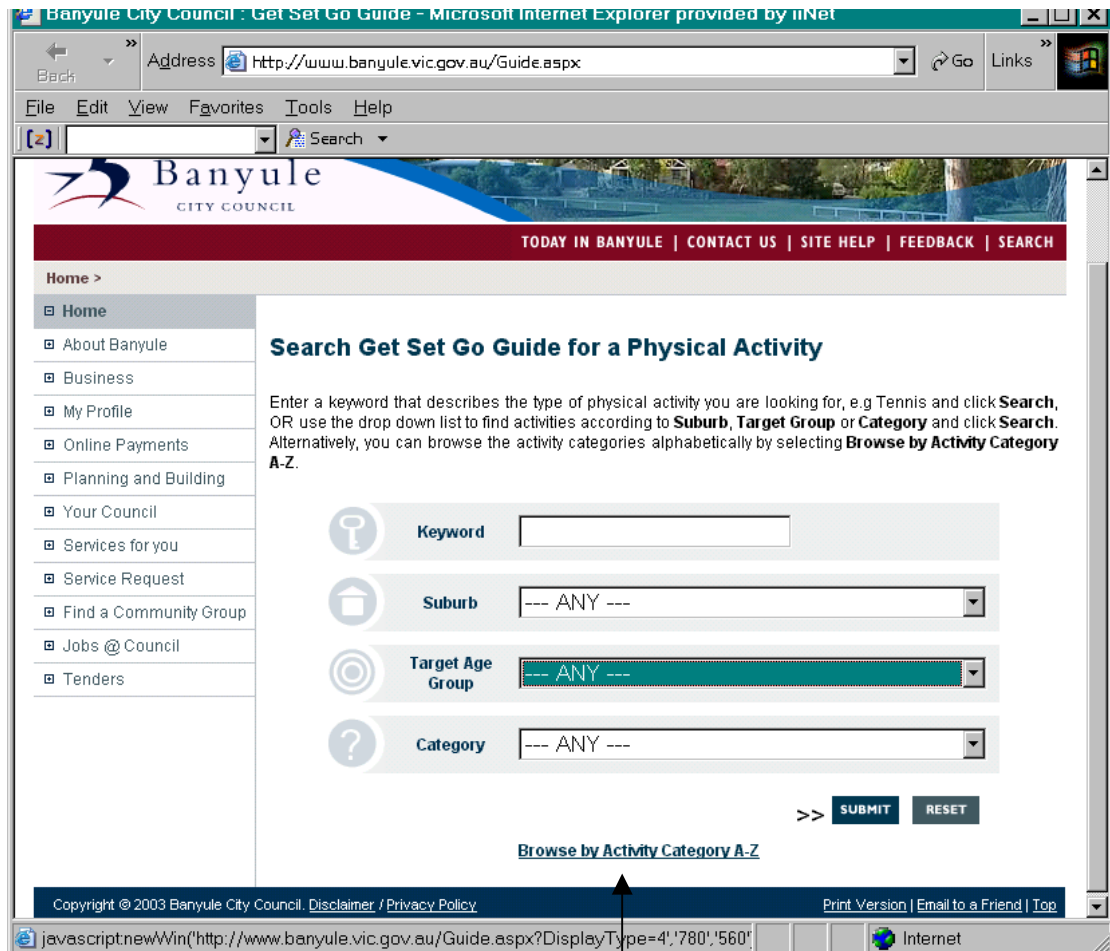 Banyule City Council : Get Set Go Guide - Microsoft Internet Explorer provided by iiNet
Back
»
Address
http://www.banyule.vic.gov.au/Guide.aspx
Go
Links
»
File Edit View Favorites Tools Help
[z]
Search
Banyule
CITY COUNCIL
TODAY IN BANYULE | CONTACT US | SITE HELP | FEEDBACK | SEARCH
Home >
Home
About Banyule
Business
My Profile
Online Payments
Planning and Building
Your Council
Services for you
Service Request
Find a Community Group
Jobs @ Council
Tenders
Search Get Set Go Guide for a Physical Activity
Enter a keyword that describes the type of physical activity you are looking for, e.g Tennis and click Search,
OR use the drop down list to find activities according to Suburb, Target Group or Category and click Search.
Alternatively, you can browse the activity categories alphabetically by selecting Browse by Activity Category
A-Z.
Keyword
Suburb
--- ANY ---
Target Age
Group
--- ANY ---
Category
--- ANY ---
>> SUBMIT RESET
Browse by Activity Category A-Z
Copyright © 2003 Banyule City Council. Disclaimer / Privacy Policy
Print Version | Email to a Friend | Top
javascript:newWin('http://www.banyule.vic.gov.au/Guide.aspx?DisplayType=4','780','560'
Internet